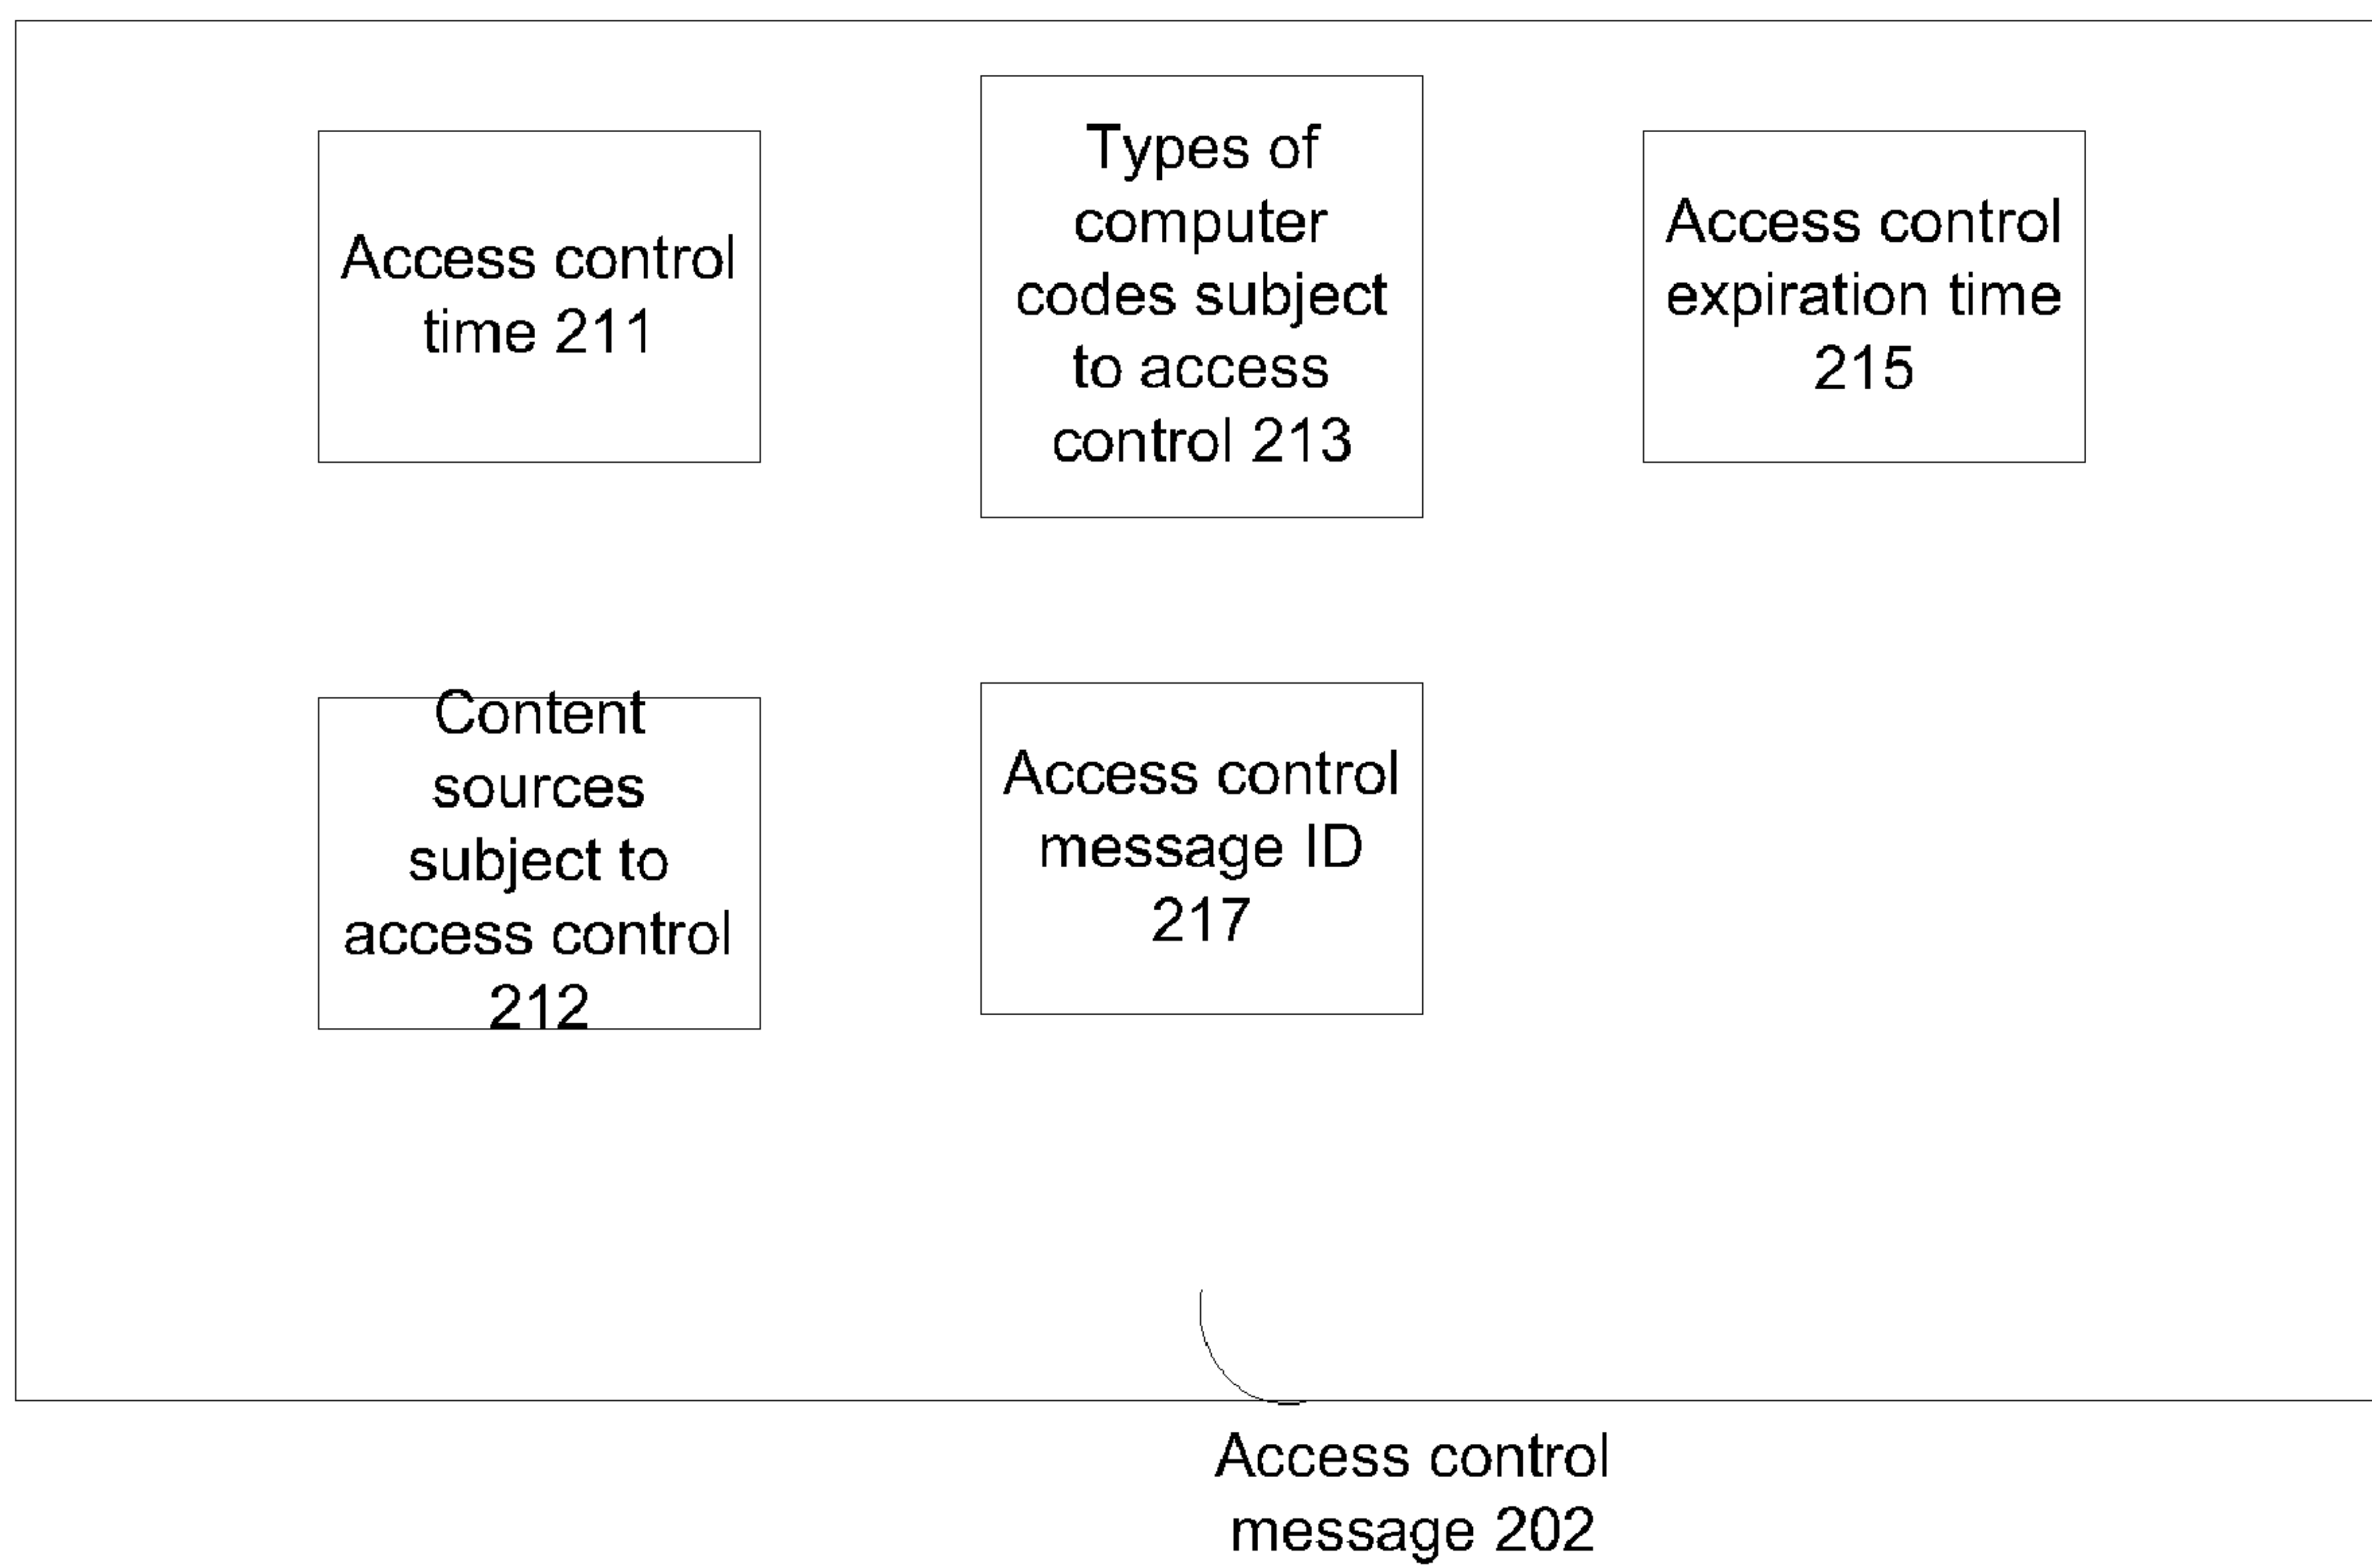 Access control
time 211
Types of
computer
codes subject
to access
control 213
Access control
expiration time
215
Content
sources
subject to
access control
212
Access control
message ID
217
Access control
message 202